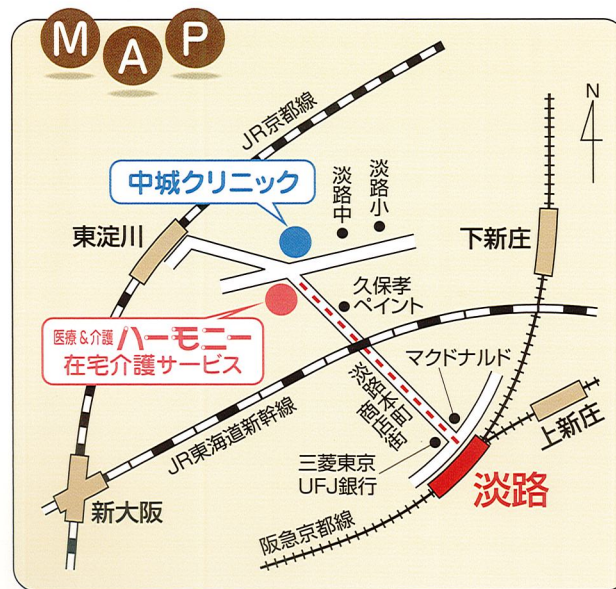 MAP
N
JR京都線
中城クリニック
淡路中
淡路小
東淀川
下新庄
久保孝
ペイント
医療&介護 ハーモニー
在宅介護サービス
マクドナルド
淡路本町
商店街
JR東海道新幹線
上新庄
三菱東京
UFJ銀行
淡路
新大阪
阪急京都線